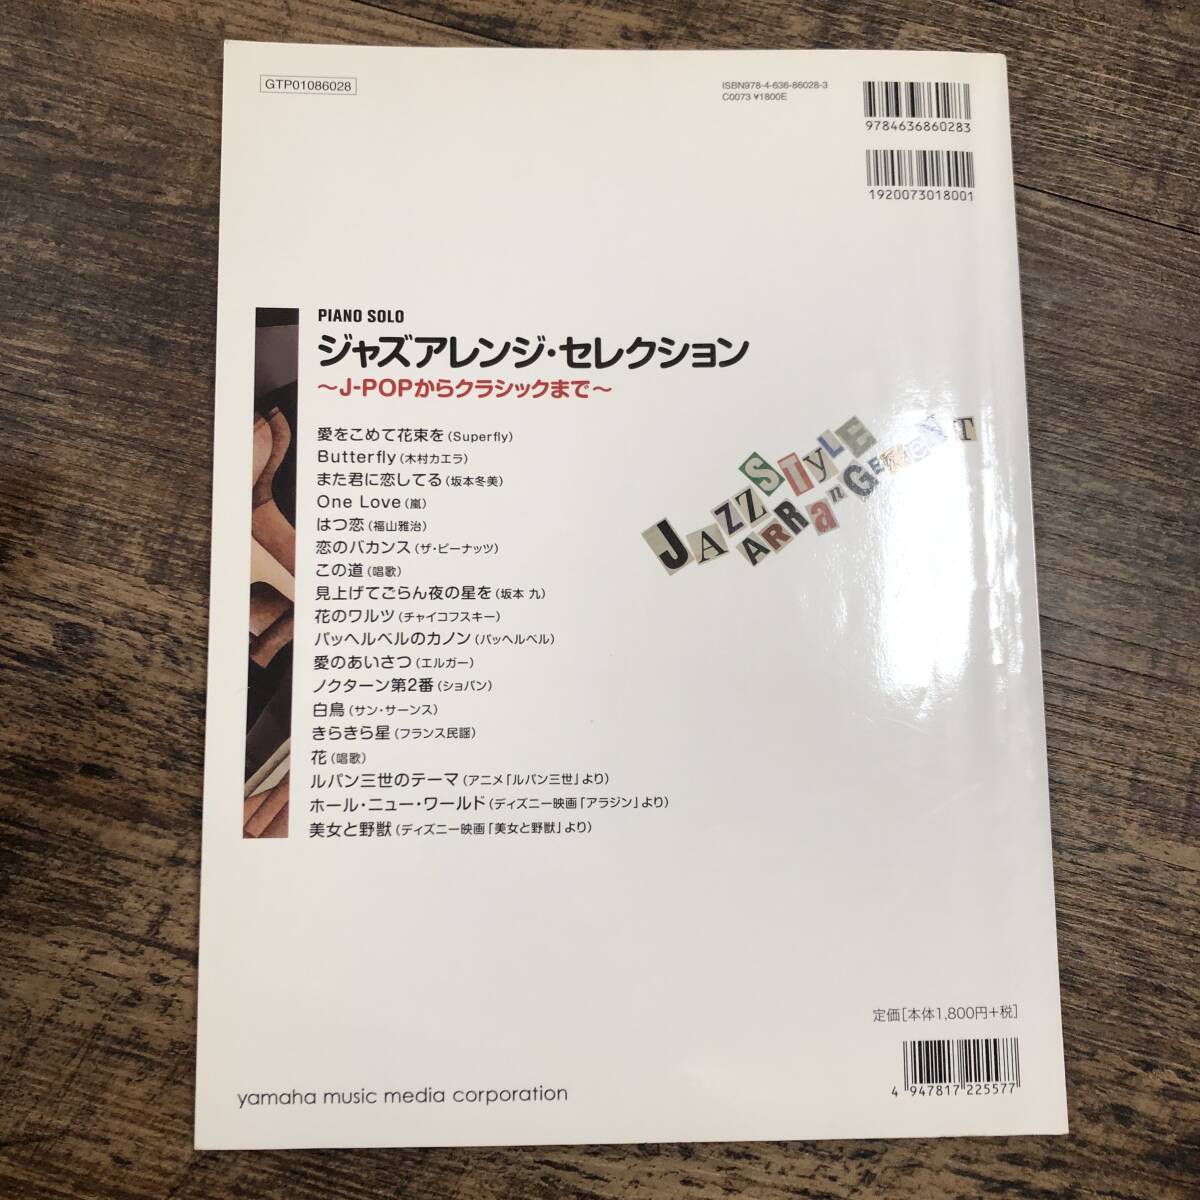 GTP01086028
ISBN978-4-636-86028-3
C0073 ¥1800E
9784636860283
1920073018001
PIANO SOLO
ジャズアレンジ・セレクション
～J-POPからクラシックまで～
愛をこめて花束を(Superfly)
Butterfly(木村カエラ)
また君に恋してる(坂本冬美)
One Love(嵐)
はつ恋(福山雅治)
恋のバカンス(ザ・ピーナッツ)
この道(唱歌)
見上げてごらん夜の星を(坂本 九)
花のワルツ(チャイコフスキー)
パッヘルベルのカノン(パッヘルベル)
愛のあいさつ(エルガー)
ノクターン第2番(ショパン)
白鳥(サン・サーンス)
きらきら星(フランス民謡)
花(唱歌)
ルパン三世のテーマ(アニメ「ルパン三世」より)
ホール・ニュー・ワールド(ディズニー映画「アラジン」より)
美女と野獣(ディズニー映画「美女と野獣」より)
JAZZ STyLE
ARRanGEmeNT
定価[本体1,800円+税]
4 947817 225577
yamaha music media corporation